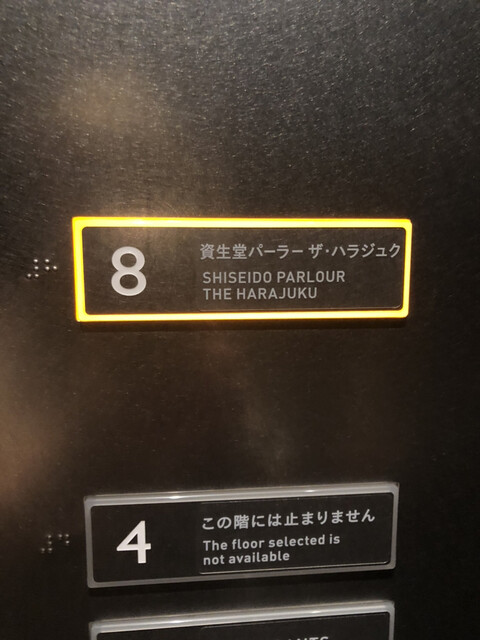 8
資生堂パーラー ザ・ハラジュク
SHISEIDO PARLOUR
THE HARAJUKU
4
この階には止まりません
The floor selected is
not available